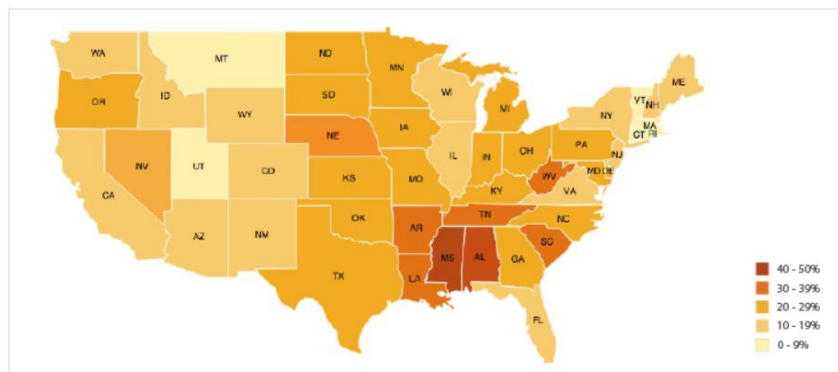 WA
MT
ND
MN
ME
OR
ID
SD
WI
VT
NH
WY
MI
NY
MA
CT
RI
NV
NE
IA
PA
NJ
UT
IL
IN
OH
MD
DE
CA
CO
KS
MO
WV
VA
KY
TN
NC
AZ
NM
OK
AR
SC
MS
AL
GA
TX
LA
FL
40 - 50%
30 - 39%
20 - 29%
10 - 19%
0 - 9%